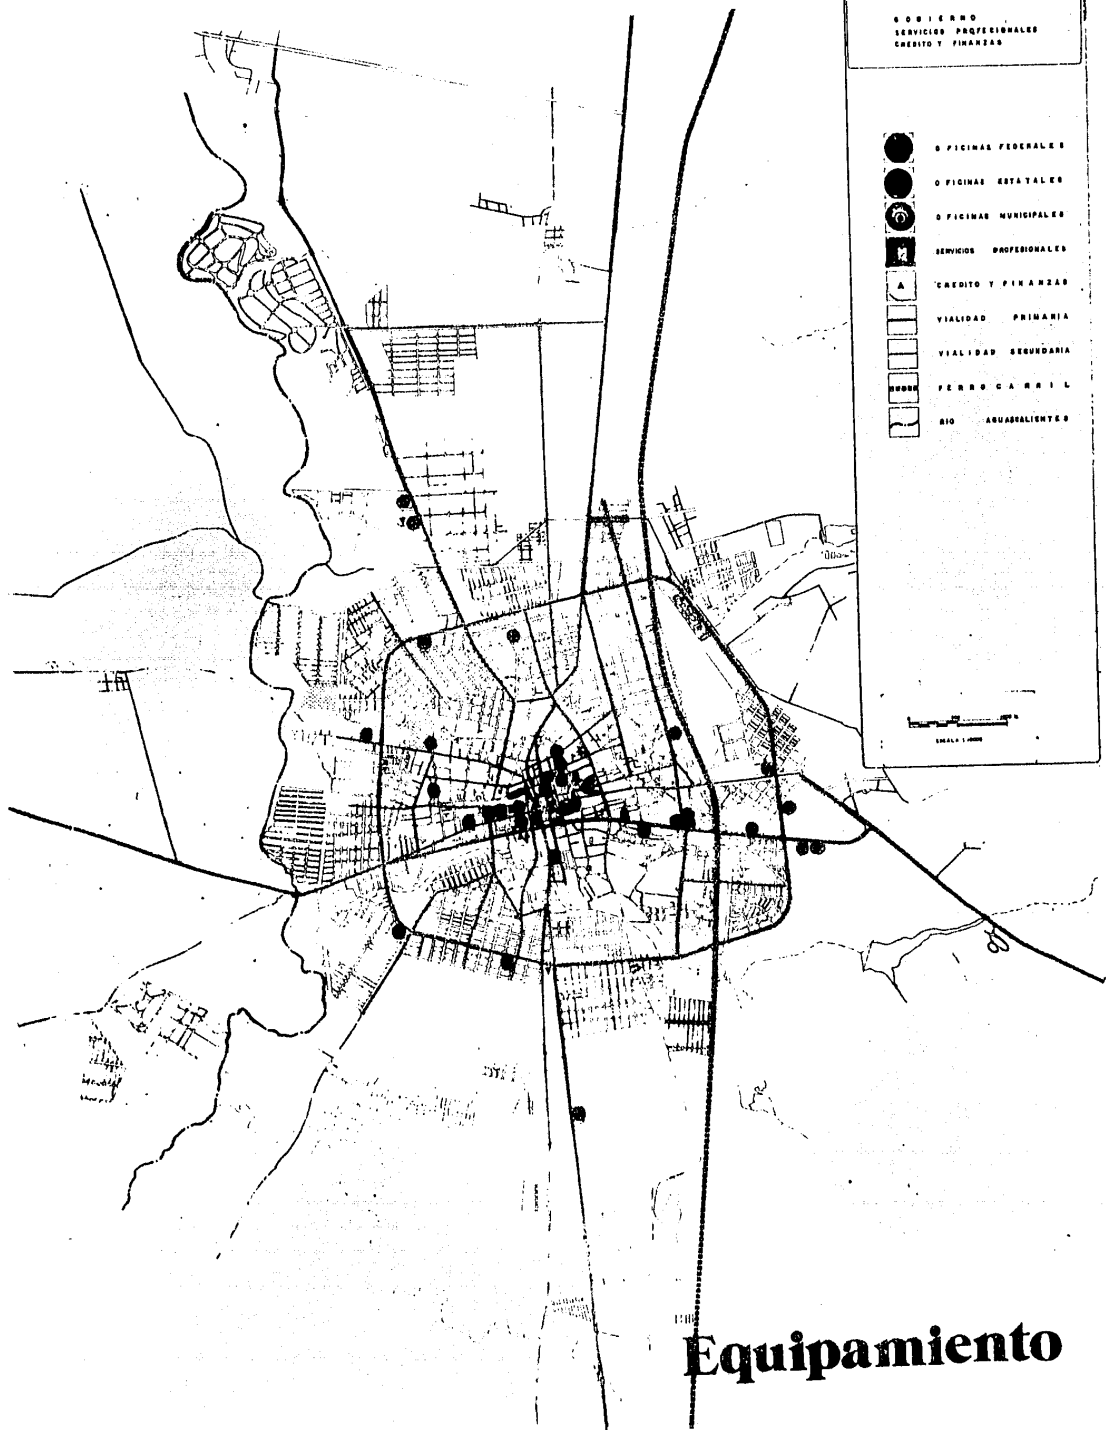 GOBIERNO
SERVICIOS PROFESIONALES
CREDITO Y FINANZAS
OFICINAS FEDERALES
OFICINAS ESTATALES
OFICINAS MUNICIPALES
SERVICIOS PROFESIONALES
A CREDITO Y FINANZAS
VIALIDAD PRIMARIA
VIALIDAD SEGUNDARIA
FERROCARRIL
RIO AGUASCALIENTES
Equipamiento